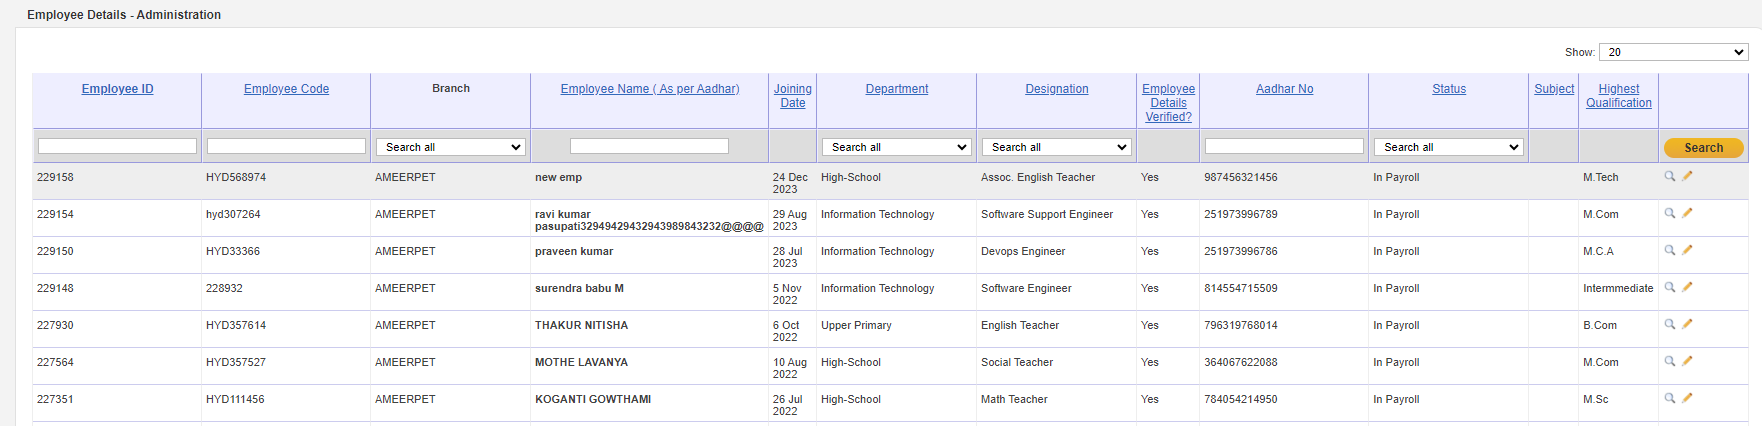 Employee Details - Administration
Show: 20
Employee ID Employee Code Branch Employee Name ( As per Aadhar) Joining Date Department Designation Employee Details Verified? Aadhar No Status Subject Highest Qualification
Search all Search all Search all Search all Search
229158 HYD568974 AMEERPET new emp 24 Dec 2023 High-School Assoc. English Teacher Yes 987456321456 In Payroll M.Tech
229154 hyd307264 AMEERPET ravi kumar pasupati3294942943294398984323​2@@@@ 29 Aug 2023 Information Technology Software Support Engineer Yes 251973996789 In Payroll M.Com
229150 HYD33366 AMEERPET praveen kumar 28 Jul 2023 Information Technology Devops Engineer Yes 251973996786 In Payroll M.C.A
229148 228932 AMEERPET surendra babu M 5 Nov 2022 Information Technology Software Engineer Yes 814554715509 In Payroll Intermmediate
227930 HYD357614 AMEERPET THAKUR NITISHA 6 Oct 2022 Upper Primary English Teacher Yes 796319768014 In Payroll B.Com
227564 HYD357527 AMEERPET MOTHE LAVANYA 10 Aug 2022 High-School Social Teacher Yes 364067622088 In Payroll M.Com
227351 HYD111456 AMEERPET KOGANTI GOWTHAMI 26 Jul 2022 High-School Math Teacher Yes 784054214950 In Payroll M.Sc